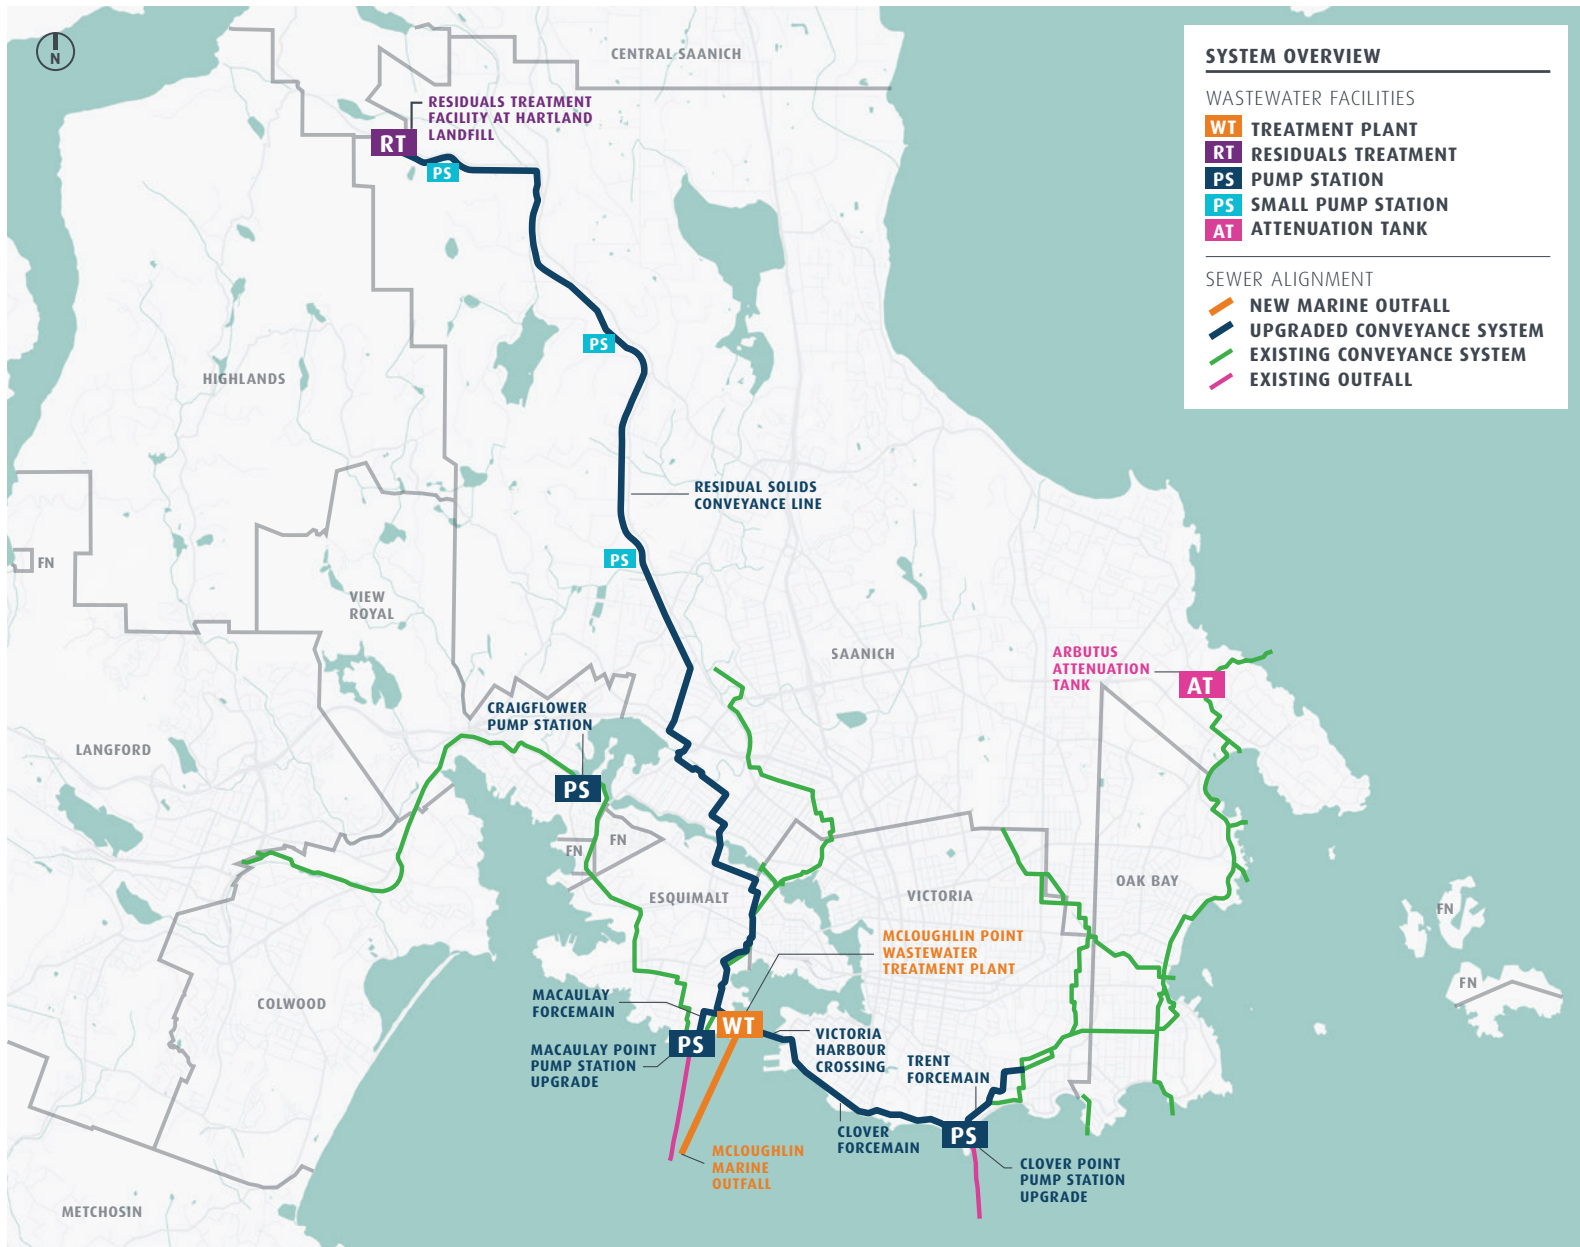 N
CENTRAL SAANICH
RESIDUALS TREATMENT
FACILITY AT HARTLAND
LANDFILL
RT
PS
SYSTEM OVERVIEW
WASTEWATER FACILITIES
WT TREATMENT PLANT
RT RESIDUALS TREATMENT
PS PUMP STATION
PS SMALL PUMP STATION
AT ATTENUATION TANK
SEWER ALIGNMENT
NEW MARINE OUTFALL
UPGRADED CONVEYANCE SYSTEM
EXISTING CONVEYANCE SYSTEM
EXISTING OUTFALL
PS
HIGHLANDS
RESIDUAL SOLIDS
CONVEYANCE LINE
FN
PS
VIEW
ROYAL
SAANICH
ARBUTUS
ATTENUATION
TANK
AT
CRAIGFLOWER
PUMP STATION
LANGFORD
PS
FN
FN
ESQUIMALT
VICTORIA
OAK BAY
FN
MCLOUGHLIN POINT
WASTEWATER
TREATMENT PLANT
FN
COLWOOD
MACAULAY
FORCEMAIN
WT
PS
MACAULAY POINT
PUMP STATION
UPGRADE
VICTORIA
HARBOUR
CROSSING
TRENT
FORCEMAIN
CLOVER
FORCEMAIN
PS
MCLOUGHLIN
MARINE
OUTFALL
CLOVER POINT
PUMP STATION
UPGRADE
METCHOSIN